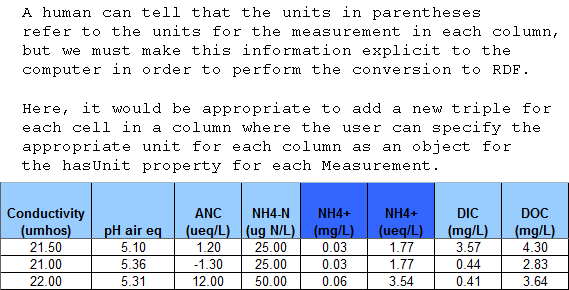 A human can tell that the units in parentheses
refer to the units for the measurement in each column,
but we must make this information explicit to the
computer in order to perform the conversion to RDF.
Here, it would be appropriate to add a new triple for
each cell in a column where the user can specify the
appropriate unit for each column as an object for
the hasUnit property for each Measurement.
Conductivity ANC NH4-N NH4+ NH4+ DIC DOC
(umhos) pH air eq (ueq/L) (ug N/L) (mg/L) (ueq/L) (mg/L) (mg/L)
21.50 5.10 1.20 25.00 0.03 1.77 3.57 4.30
21.00 5.36 -1.30 25.00 0.03 1.77 0.44 2.83
22.00 5.31 12.00 50.00 0.06 3.54 0.41 3.64